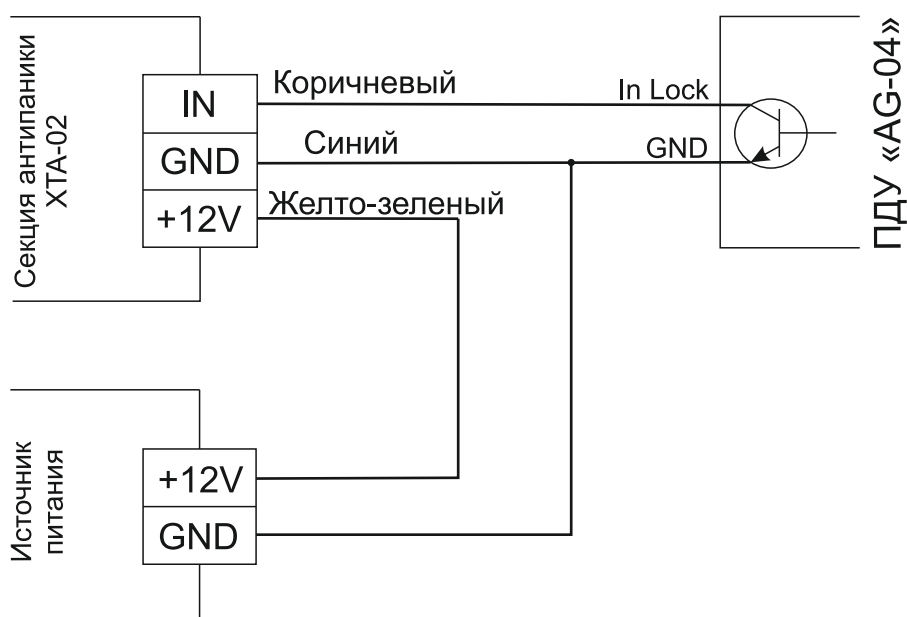 Секция антипаники
ХТА-02
IN
GND
+12V
Коричневый
Синий
Желто-зеленый
In Lock
GND
ПДУ «AG-04»
Источник
питания
+12V
GND